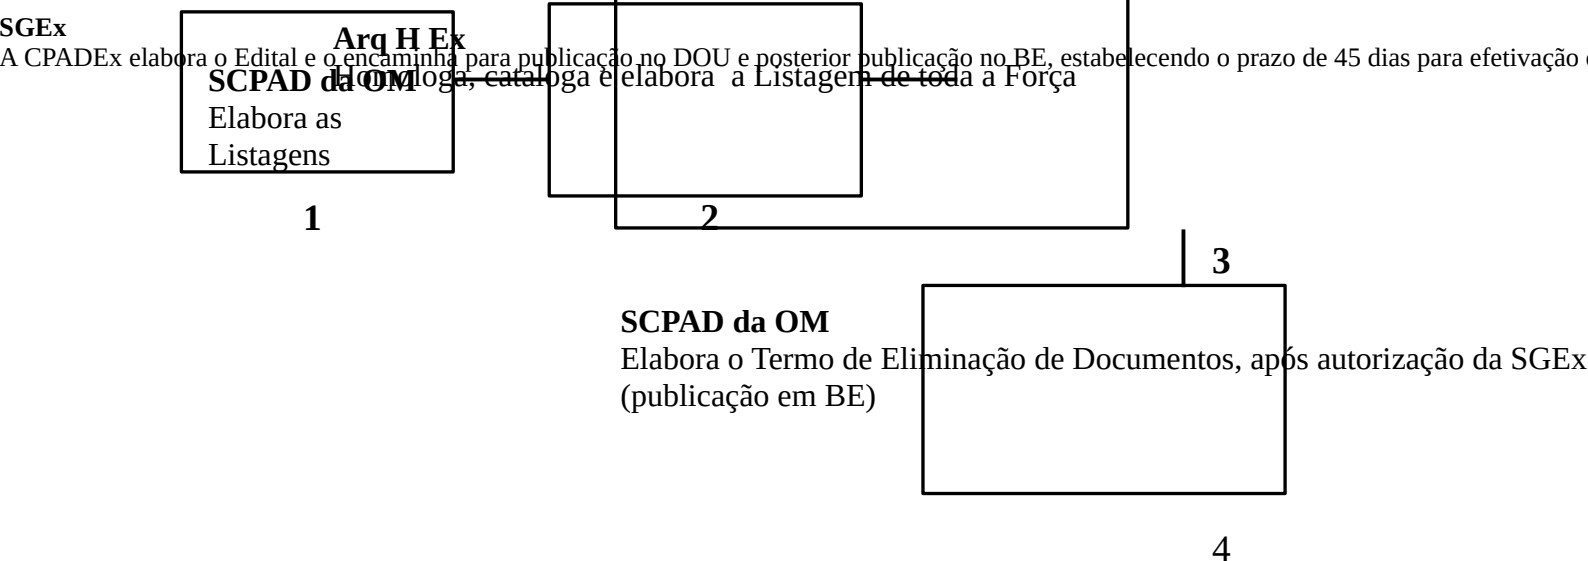 SGEx
A CPADEx elabora o Edital e o encaminha para publicação no DOU e posterior publicação no BE, estabelecendo o prazo de 45 dias para efetivação
Arq H Ex
Homologa, cataloga e elabora  a Listagem de toda a Força
SCPAD da OM
Elabora as
Listagens
1
2
3
SCPAD da OM
Elabora o Termo de Eliminação de Documentos, após autorização da SGEx
(publicação em BE)
4